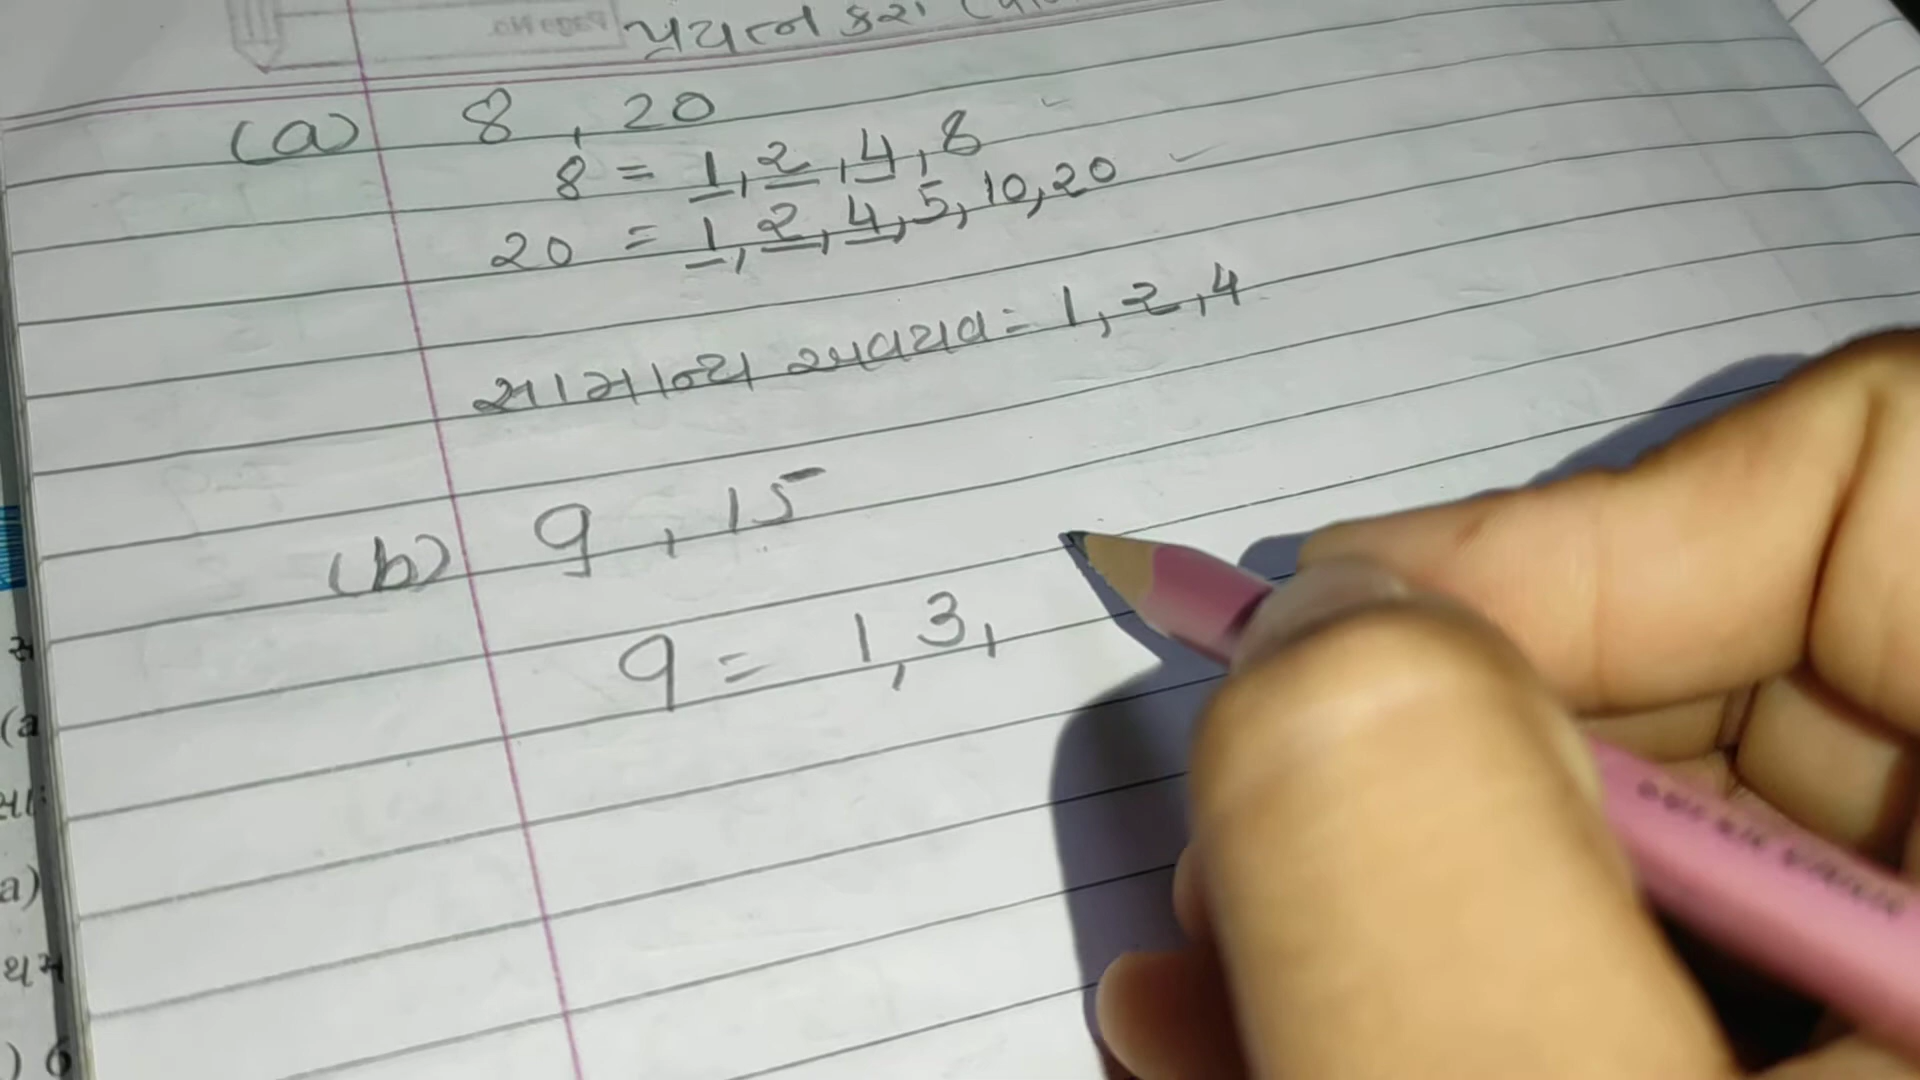 પ્રયત્ન કરો
(a) 8, 20
8 = 1, 2, 4, 8
20 = 1, 2, 4, 5, 10, 20
સામાન્ય અવયવ = 1, 2, 4
(b) 9, 15
9 = 1, 3,
(a
a)
) 6